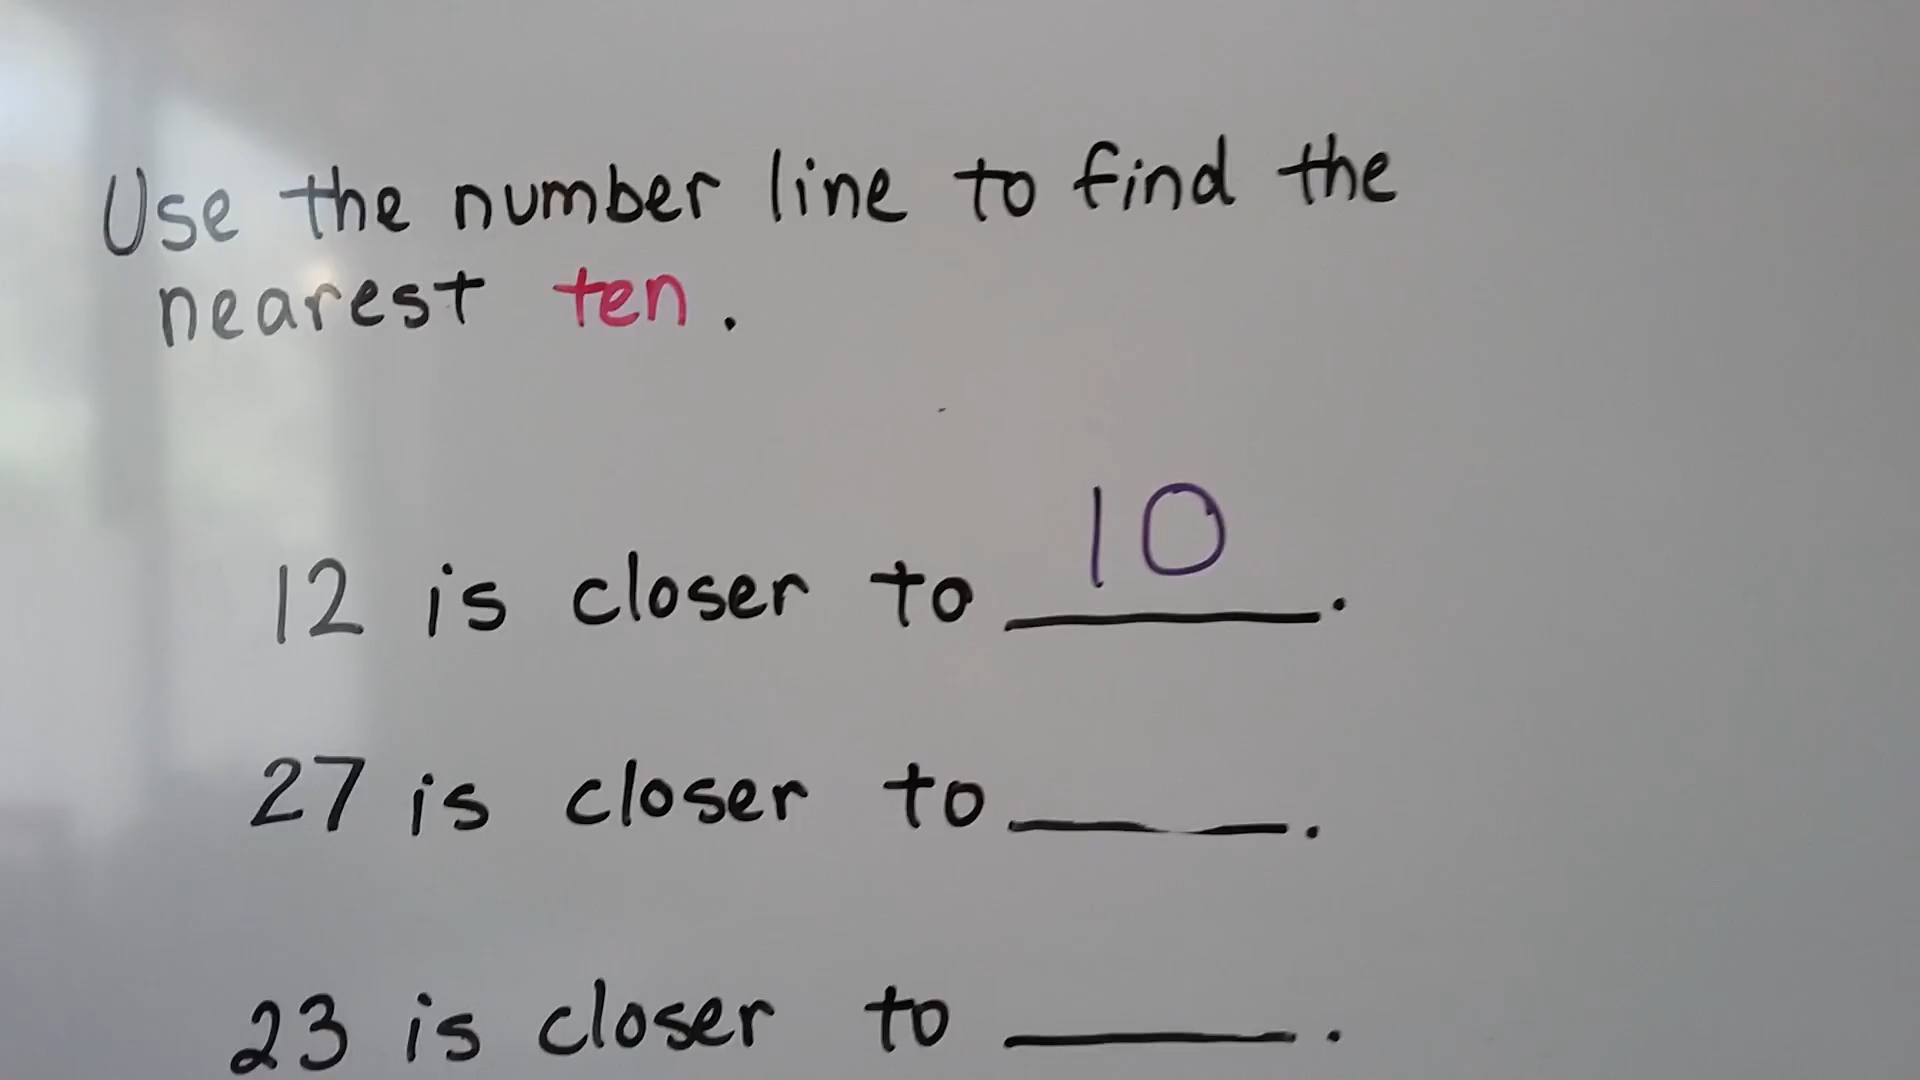 Use the number line to find the
nearest ten.
12 is closer to 10.
27 is closer to ____.
23 is closer to ____.